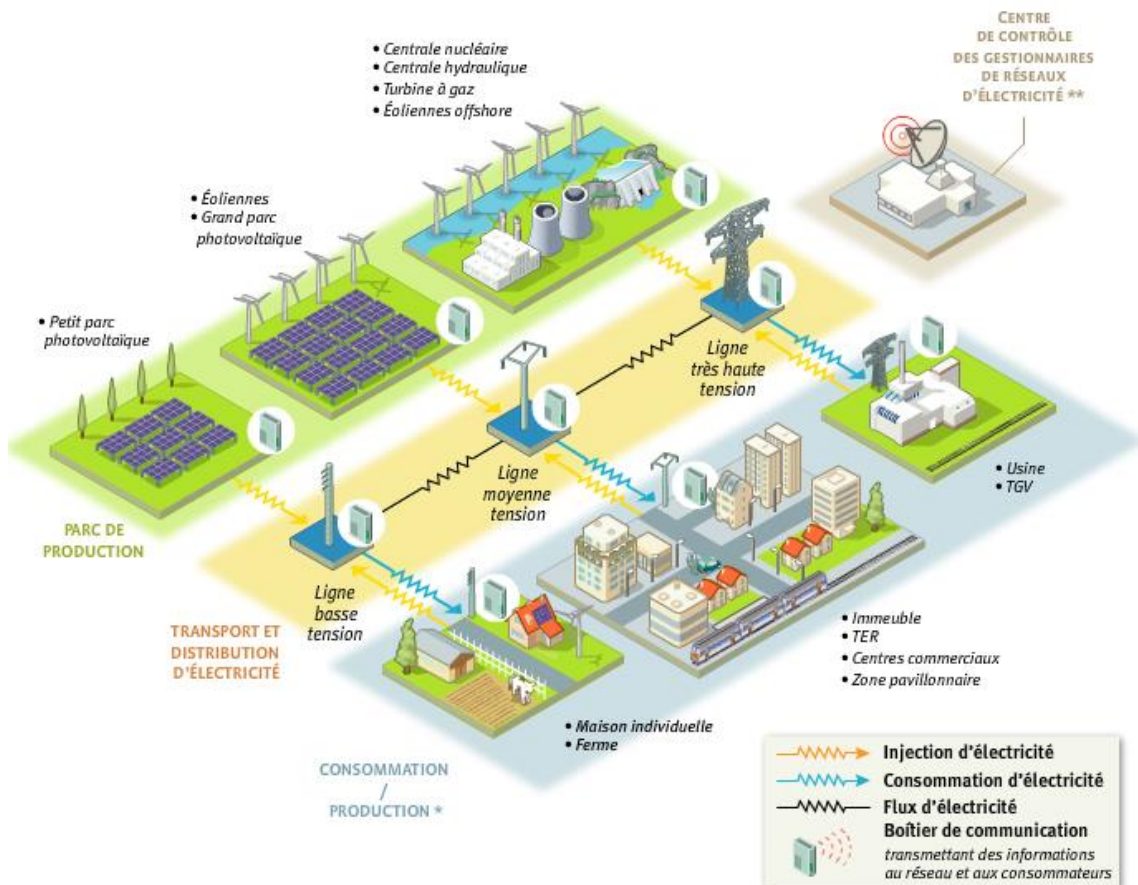 • Centrale nucléaire
• Centrale hydraulique
• Turbine à gaz
• Éoliennes offshore
CENTRE
DE CONTRÔLE
DES GESTIONNAIRES
DE RÉSEAUX
D'ÉLECTRICITÉ **
• Éoliennes
• Grand parc
photovoltaïque
• Petit parc
photovoltaïque
Ligne
très haute
tension
Ligne
moyenne
tension
Ligne
basse
tension
• Usine
• TGV
PARC DE
PRODUCTION
TRANSPORT ET
DISTRIBUTION
D'ÉLECTRICITÉ
• Immeuble
• TER
• Centres commerciaux
• Zone pavillonnaire
• Maison individuelle
• Ferme
CONSOMMATION
/
PRODUCTION *
Injection d'électricité
Consommation d'électricité
Flux d'électricité
Boîtier de communication
transmettant des informations
au réseau et aux consommateurs